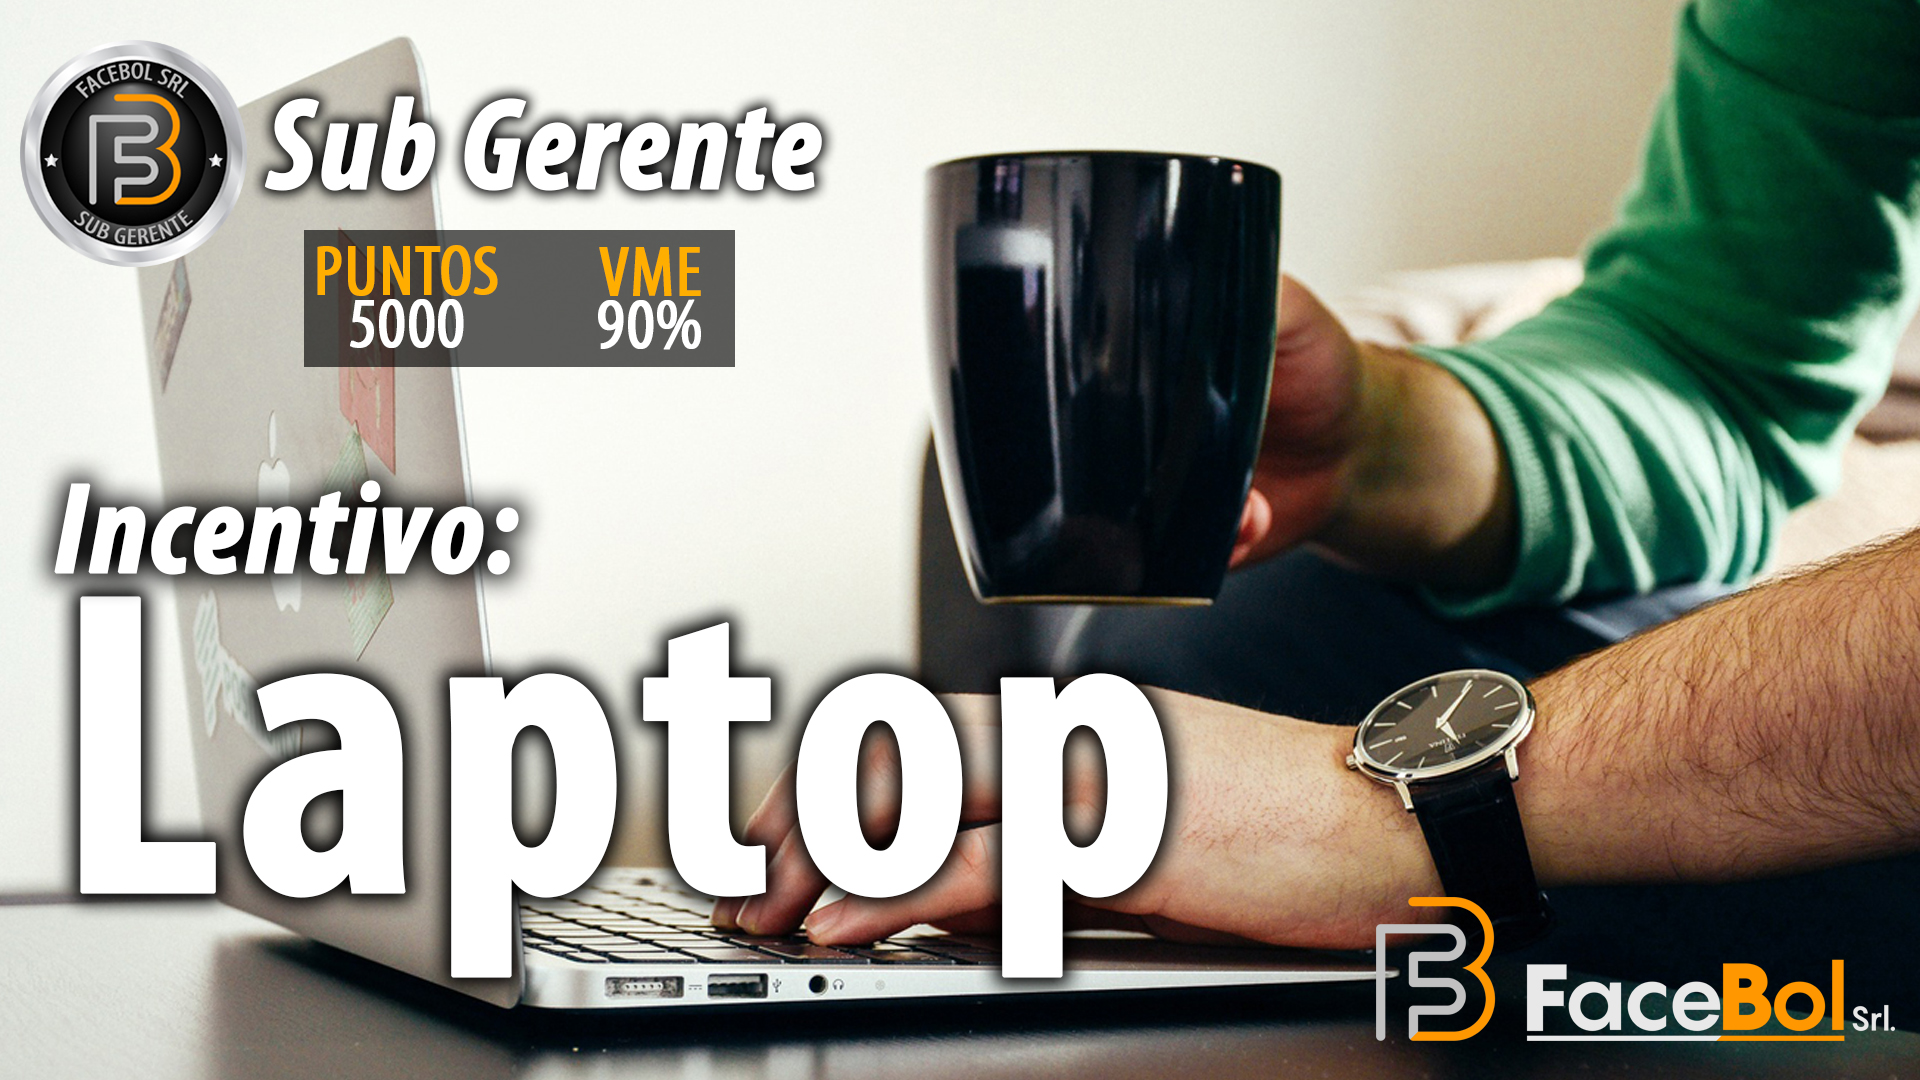 FACEBOL SRL
SUB GERENTE
Sub Gerente
PUNTOS VME
5000 90%
Incentivo:
Laptop
FaceBol Srl.